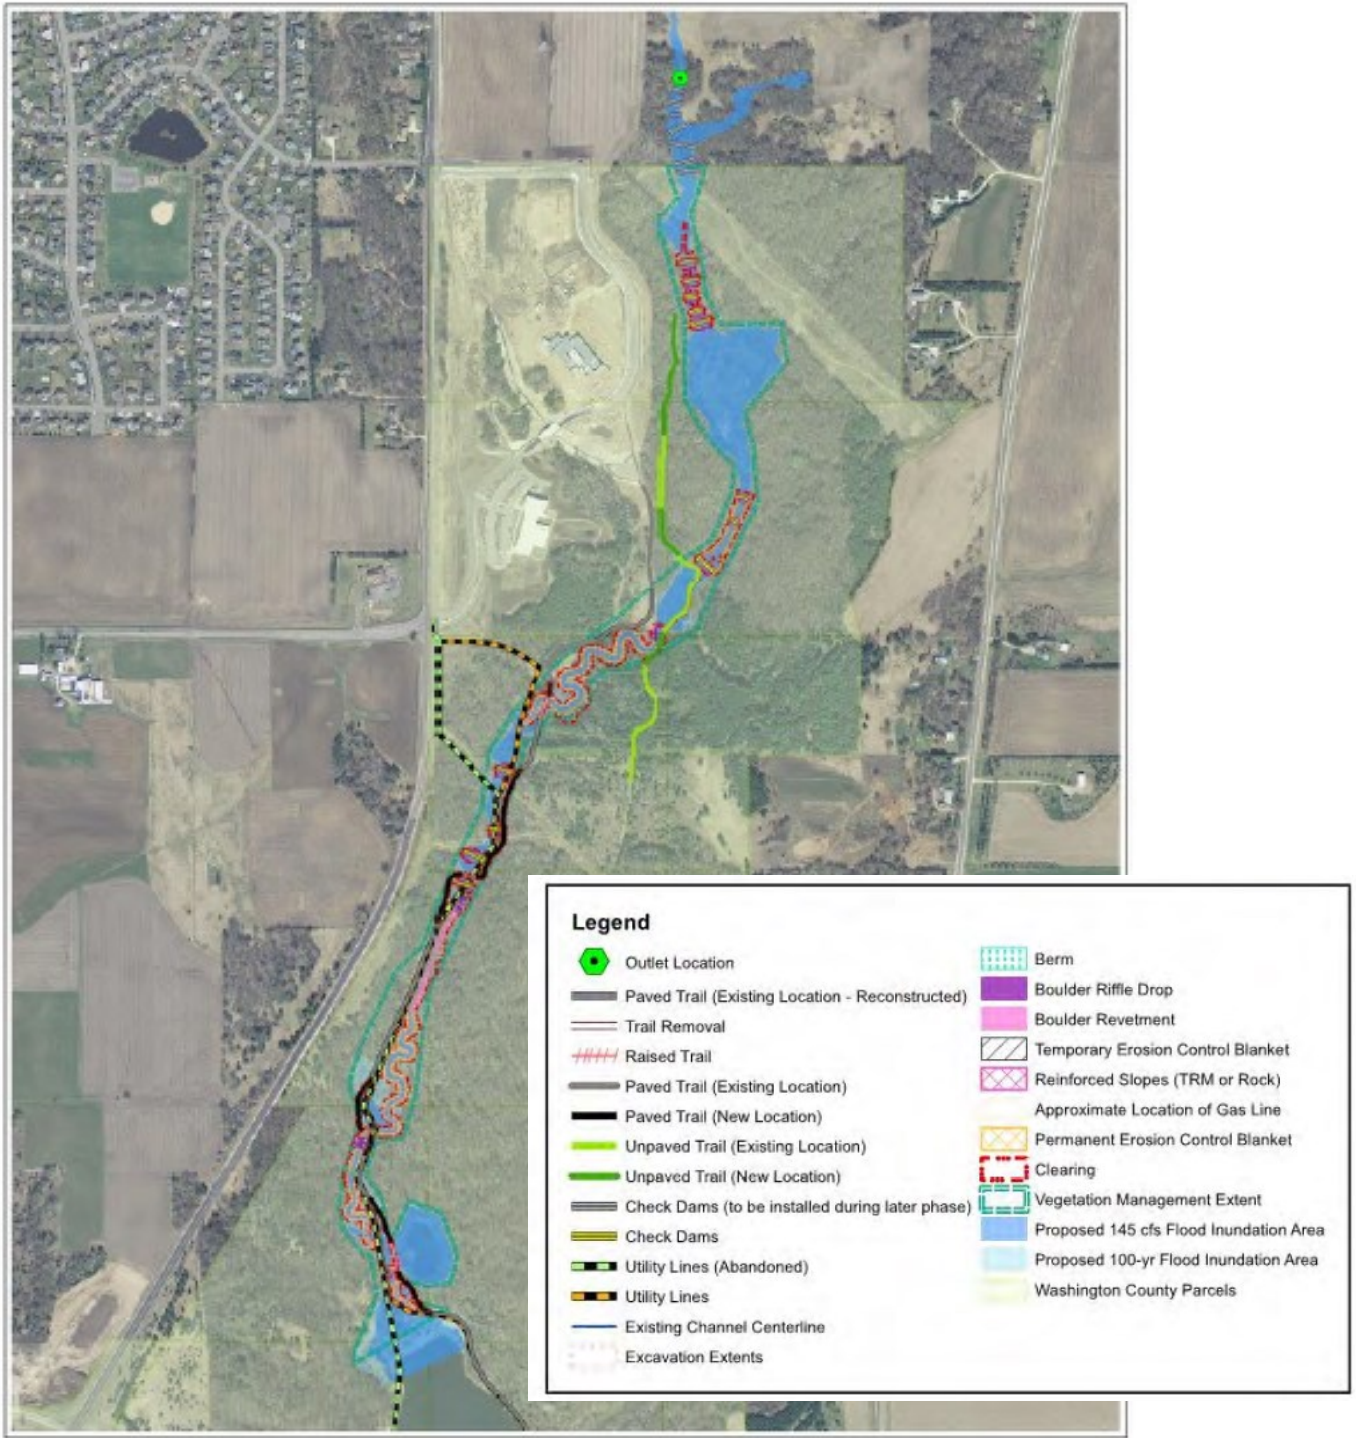 Legend
Outlet Location
Paved Trail (Existing Location - Reconstructed)
Trail Removal
Raised Trail
Paved Trail (Existing Location)
Paved Trail (New Location)
Unpaved Trail (Existing Location)
Unpaved Trail (New Location)
Check Dams (to be installed during later phase)
Check Dams
Utility Lines (Abandoned)
Utility Lines
Existing Channel Centerline
Excavation Extents
Berm
Boulder Riffle Drop
Boulder Revetment
Temporary Erosion Control Blanket
Reinforced Slopes (TRM or Rock)
Approximate Location of Gas Line
Permanent Erosion Control Blanket
Clearing
Vegetation Management Extent
Proposed 145 cfs Flood Inundation Area
Proposed 100-yr Flood Inundation Area
Washington County Parcels